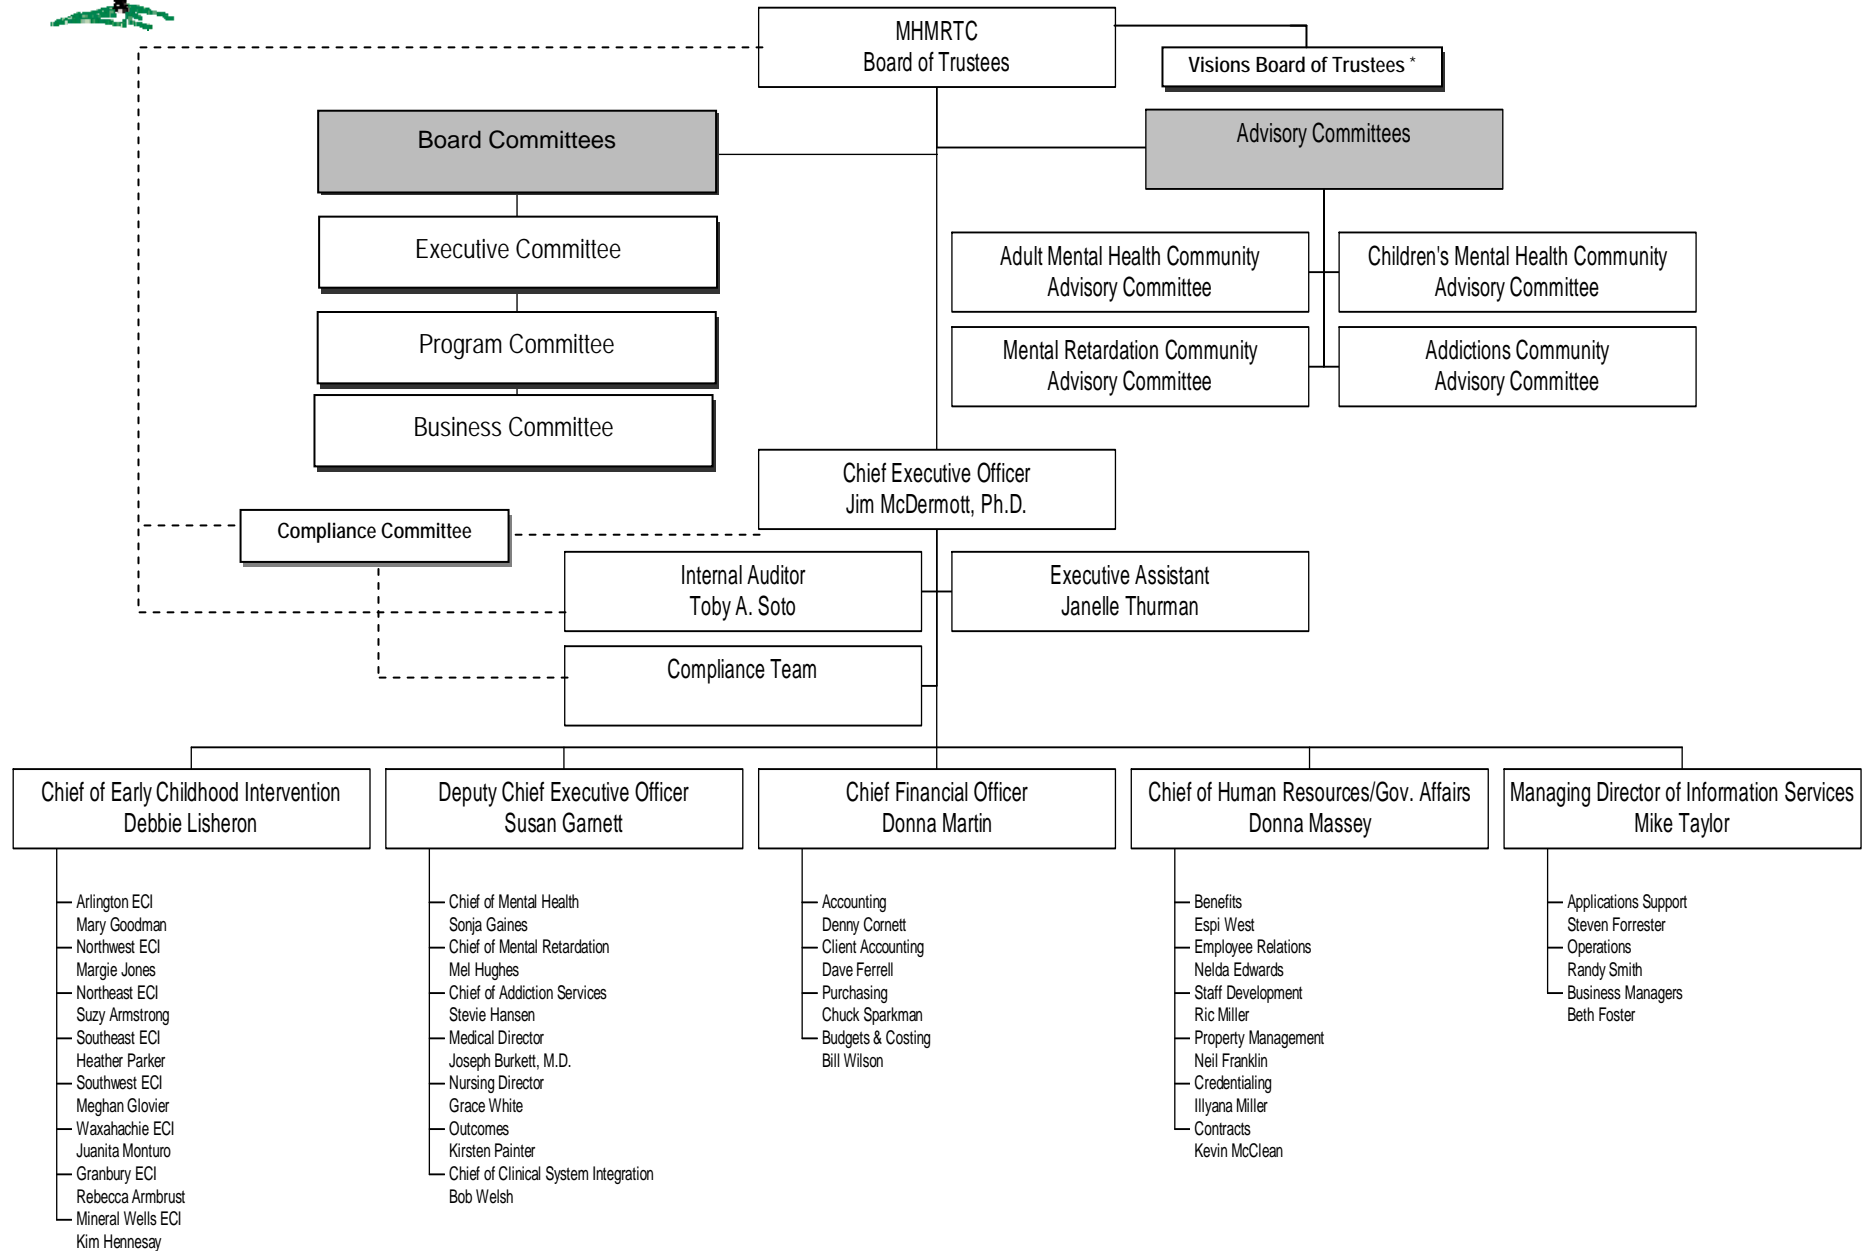 MHMRTC
Board of Trustees
Visions Board of Trustees *
Board Committees
Advisory Committees
Executive Committee
Program Committee
Business Committee
Adult Mental Health Community
Advisory Committee
Children's Mental Health Community
Advisory Committee
Mental Retardation Community
Advisory Committee
Addictions Community
Advisory Committee
Chief Executive Officer
Jim McDermott, Ph.D.
Compliance Committee
Internal Auditor
Toby A. Soto
Executive Assistant
Janelle Thurman
Compliance Team
Chief of Early Childhood Intervention
Debbie Lisheron
Arlington ECI
Mary Goodman
Northwest ECI
Margie Jones
Northeast ECI
Suzy Armstrong
Southeast ECI
Heather Parker
Southwest ECI
Meghan Glovier
Waxahachie ECI
Juanita Monturo
Granbury ECI
Rebecca Armbrust
Mineral Wells ECI
Kim Hennesay
Deputy Chief Executive Officer
Susan Garnett
Chief of Mental Health
Sonja Gaines
Chief of Mental Retardation
Mel Hughes
Chief of Addiction Services
Stevie Hansen
Medical Director
Joseph Burkett, M.D.
Nursing Director
Grace White
Outcomes
Kirsten Painter
Chief of Clinical System Integration
Bob Welsh
Chief Financial Officer
Donna Martin
Accounting
Denny Cornett
Client Accounting
Dave Ferrell
Purchasing
Chuck Sparkman
Budgets & Costing
Bill Wilson
Chief of Human Resources/Gov. Affairs
Donna Massey
Benefits
Espi West
Employee Relations
Nelda Edwards
Staff Development
Ric Miller
Property Management
Neil Franklin
Credentialing
Illyana Miller
Contracts
Kevin McClean
Managing Director of Information Services
Mike Taylor
Applications Support
Steven Forrester
Operations
Randy Smith
Business Managers
Beth Foster